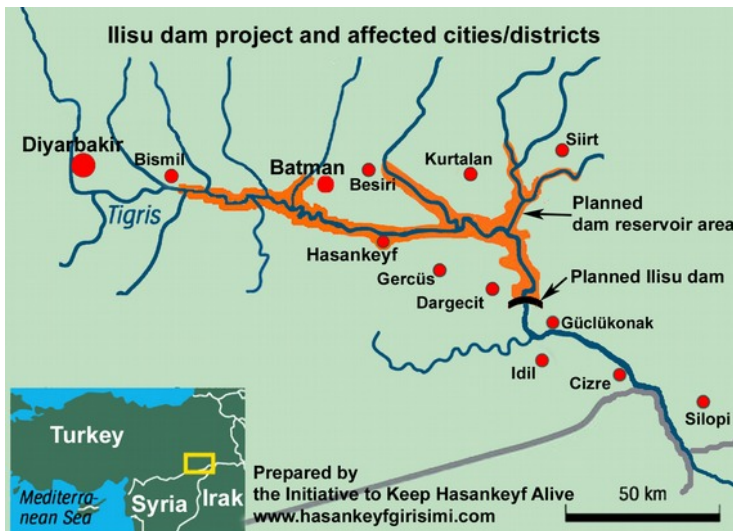 Ilisu dam project and affected cities/districts
Diyarbakir
Bismil
Batman
Besiri
Kurtalan
Siirt
Tigris
Planned
dam reservoir area
Hasankeyf
Gercüs
Dargecit
Planned Ilisu dam
Güclükonak
Idil
Cizre
Silopi
Turkey
Mediterra-
nean Sea
Syria
Irak
Prepared by
the Initiative to Keep Hasankeyf Alive
www.hasankeyfgirisimi.com
50 km